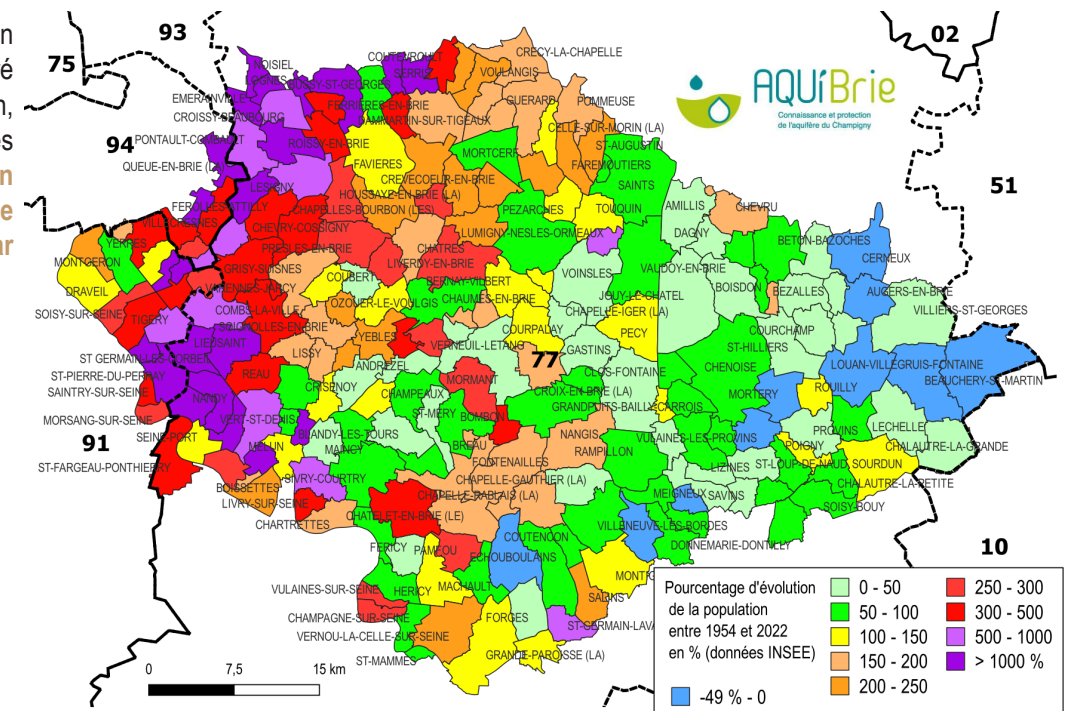 n
é
n,
s
n
e
r
93
75
94
91
77
02
51
10
AQUiBrie
Connaissance et protection
de l'aquifère du Champigny
CRECY-LA-CHAPELLE
COUTEVROULT
NOISIEL
SERRIS
VOULANGIS
BUSSY-ST-GEORGES
EMERAINVILLE
FERRIERES-EN-BRIE
GUERARD
POMMEUSE
CROISSY-BEAUBOURG
DAMMARTIN-SUR-TIGEAUX
CELLE-SUR-MORIN (LA)
PONTAULT-COMBAULT
ROISSY-EN-BRIE
ST-AUGUSTIN
MORTCERF
QUEUE-EN-BRIE (LA)
FAVIERES
FAREMOUTIERS
CREVECOEUR-EN-BRIE
LESIGNY
HOUSSAYE-EN-BRIE (LA)
SAINTS
FEROLLES-ATTILLY
CHAPELLES-BOURBON (LES)
PEZARCHES
TOUQUIN
AMILLIS
CHEVRU
VILLECRESNES
CHEVRY-COSSIGNY
LUMIGNY-NESLES-ORMEAUX
DAGNY
YERRES
PRESLES-EN-BRIE
CHATRES
BETON-BAZOCHES
MONTGERON
LIVERDY-EN-BRIE
CERNEUX
GRISY-SUISNES
COUBERT
BERNAY-VILBERT
VOINSLES
VAUDOY-EN-BRIE
DRAVEIL
VARENNES-JARCY
BOISDON
BEZALLES
AUGERS-EN-BRIE
OZOUER-LE-VOULGIS
CHAUMES-EN-BRIE
JOUY-LE-CHATEL
SOISY-SUR-SEINE
COMBS-LA-VILLE
CHAPELLE-IGER (LA)
VILLIERS-ST-GEORGES
TIGERY
SOIGNOLLES-EN-BRIE
COURPALAY
PECY
COURCHAMP
YEBLES
LIEUSAINT
VERNEUIL-L'ETANG
ST-HILLIERS
ST GERMAIN-LES-CORBEIL
LISSY
GASTINS
ANDREZEL
CHENOISE
LOUAN-VILLEGRUIS-FONTAINE
ST-PIERRE-DU-PERRAY
REAU
CLOS-FONTAINE
MORMANT
BEAUCHERY-ST-MARTIN
SAINTRY-SUR-SEINE
CRISENOY
CHAMPEAUX
CROIX-EN-BRIE (LA)
MORTERY
ROUILLY
NANDY
GRANDPUITS-BAILLY-CARROIS
MORSANG-SUR-SEINE
VERT-ST-DENIS
ST-MERY
BOMBON
LECHELLE
SEINE-PORT
BLANDY-LES-TOURS
NANGIS
VULAINES-LES-PROVINS
PROVINS
MELUN
MAINCY
BREAU
RAMPILLON
POIGNY
CHALAUTRE-LA-GRANDE
ST-FARGEAU-PONTHIERRY
FONTENAILLES
LIZINES
ST-LOUP-DE-NAUD
SOURDUN
SIVRY-COURTRY
CHAPELLE-GAUTHIER (LA)
CHALAUTRE-LA-PETITE
BOISSETTES
CHAPELLE-RABLAIS (LA)
MEIGNEUX
SAVINS
LIVRY-SUR-SEINE
SOISY-BOUY
CHATELET-EN-BRIE (LE)
CHARTRETTES
VILLENEUVE-LES-BORDES
COUTENCON
FERICY
PAMFOU
DONNEMARIE-DONTILLY
ECHOUBOULAINS
MONTIG
VULAINES-SUR-SEINE
HERICY
MACHAULT
SALINS
CHAMPAGNE-SUR-SEINE
FORGES
ST-GERMAIN-LAVA
VERNOU-LA-CELLE-SUR-SEINE
GRANDE-PAROISSE (LA)
ST-MAMMES
0 7,5 15 km
Pourcentage d'évolution
de la population
entre 1954 et 2022
en % (données INSEE)
-49 % - 0
0 - 50
50 - 100
100 - 150
150 - 200
200 - 250
250 - 300
300 - 500
500 - 1000
> 1000 %